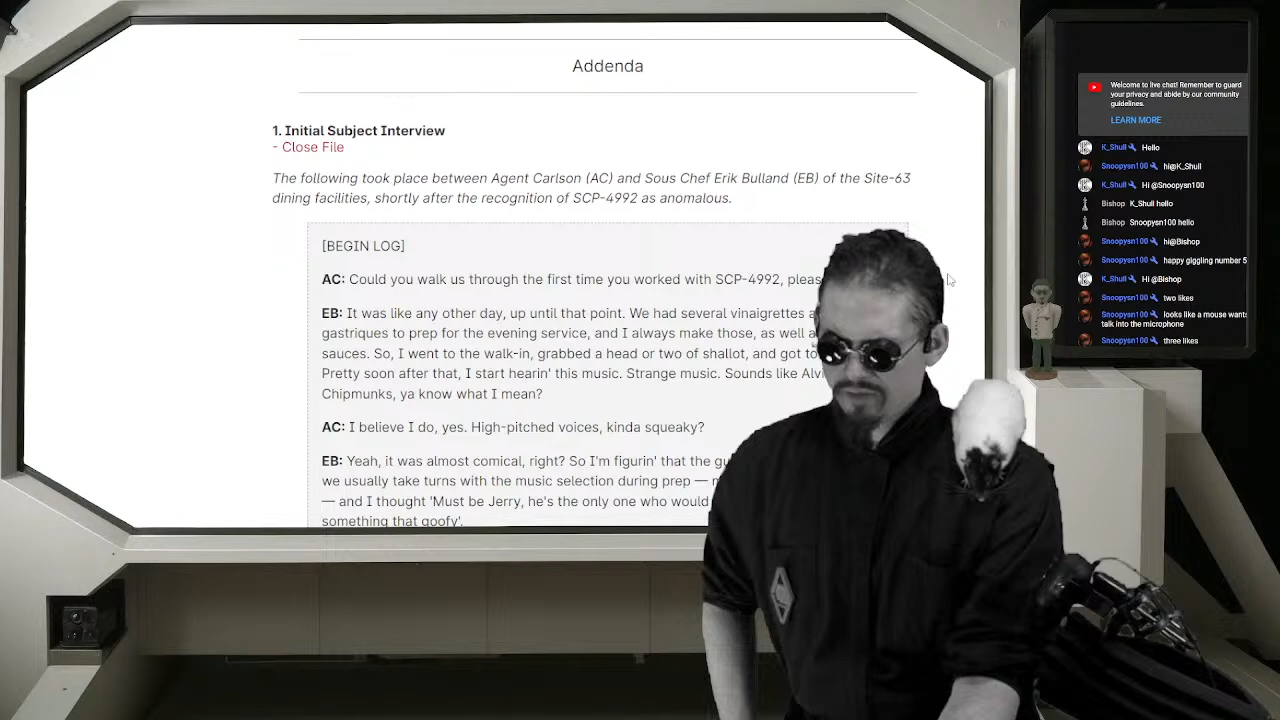 Addenda
1. Initial Subject Interview
- Close File
The following took place between Agent Carlson (AC) and Sous Chef Erik Bulland (EB) of the Site-63
dining facilities, shortly after the recognition of SCP-4992 as anomalous.
[BEGIN LOG]
AC: Could you walk us through the first time you worked with SCP-4992,
EB: It was like any other day, up until that point. We had several vinaigrettes
gastriques to prep for the evening service, and I always make those, as well
sauces. So, I went to the walk-in, grabbed a head or two of shallot, and got
Pretty soon after that, I start hearin' this music. Strange music. Sounds like
Chipmunks, ya know what I mean?
AC: I believe I do, yes. High-pitched voices, kinda squeaky?
EB: Yeah, it was almost comical, right? So I'm figurin' that the
we usually take turns with the music selection during prep —
— and I thought 'Must be Jerry, he's the only one who would
something that goofy'.
Welcome to live chat! Remember to guard
your privacy and abide by our community
guidelines.
LEARN MORE
K_Shull Hello
Snoopysn100 hi@K_Shull
K_Shull Hi @Snoopysn100
Bishop K_Shull hello
Bishop Snoopysn100 hello
Snoopysn100 hi@Bishop
Snoopysn100 happy giggling number 5
K_Shull Hi @Bishop
Snoopysn100 two likes
Snoopysn100 looks like a mouse wants
talk into the microphone
Snoopysn100 three likes